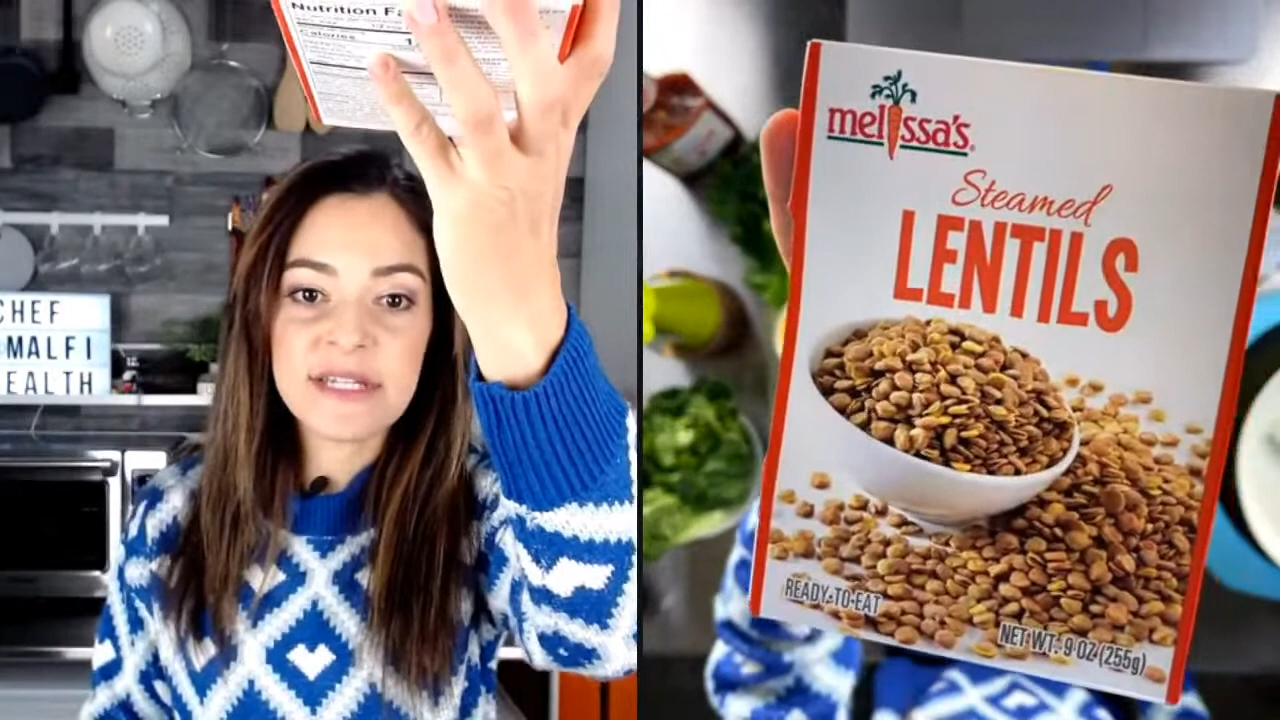 Nutrition Fa
Calories
CHEF
MALFI
EALTH
melissa's
Steamed
LENTILS
READY-TO-EAT
NET WT. 9 OZ (255g)